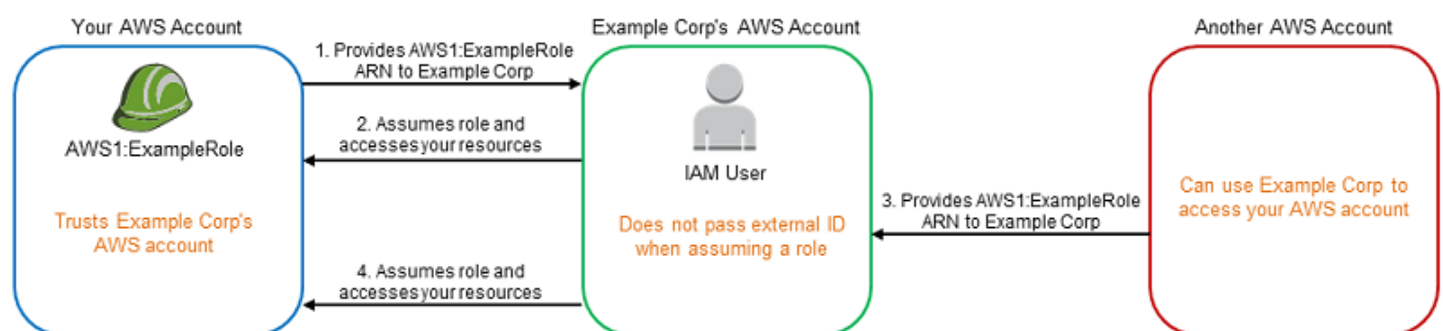 Your AWS Account
Example Corp's AWS Account
Another AWS Account
1. Provides AWS1:ExampleRole
ARN to Example Corp
2. Assumes role and
accesses your resources
AWS1:ExampleRole
IAM User
3. Provides AWS1:ExampleRole
ARN to Example Corp
Can use Example Corp to
access your AWS account
Trusts Example Corp's
AWS account
Does not pass external ID
when assuming a role
4. Assumes role and
accesses your resources